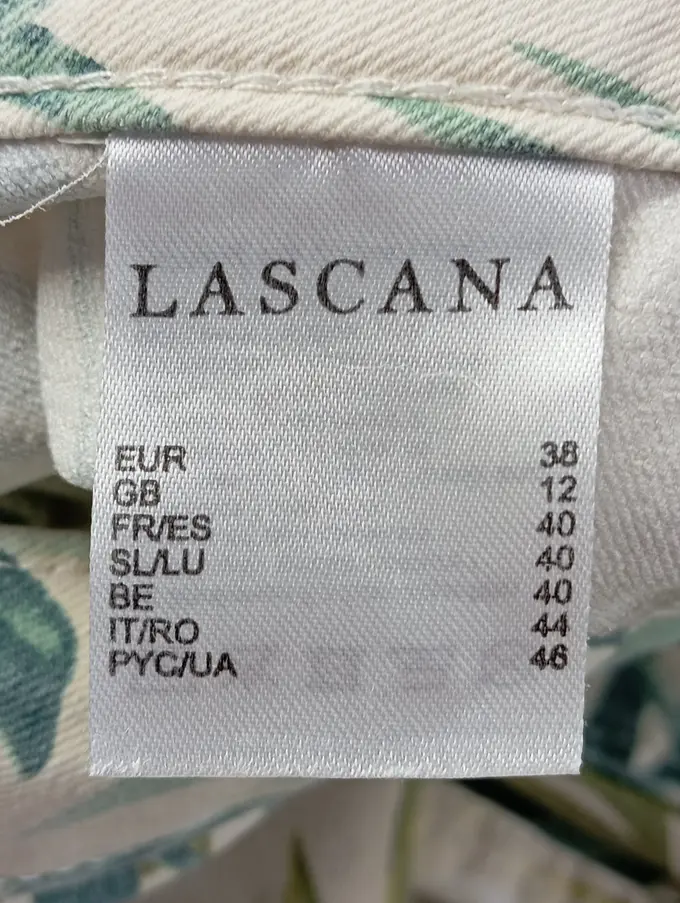 LASCANA
EUR 38
GB 12
FR/ES 40
SL/LU 40
BE 40
IT/RO 44
PYC/UA 46